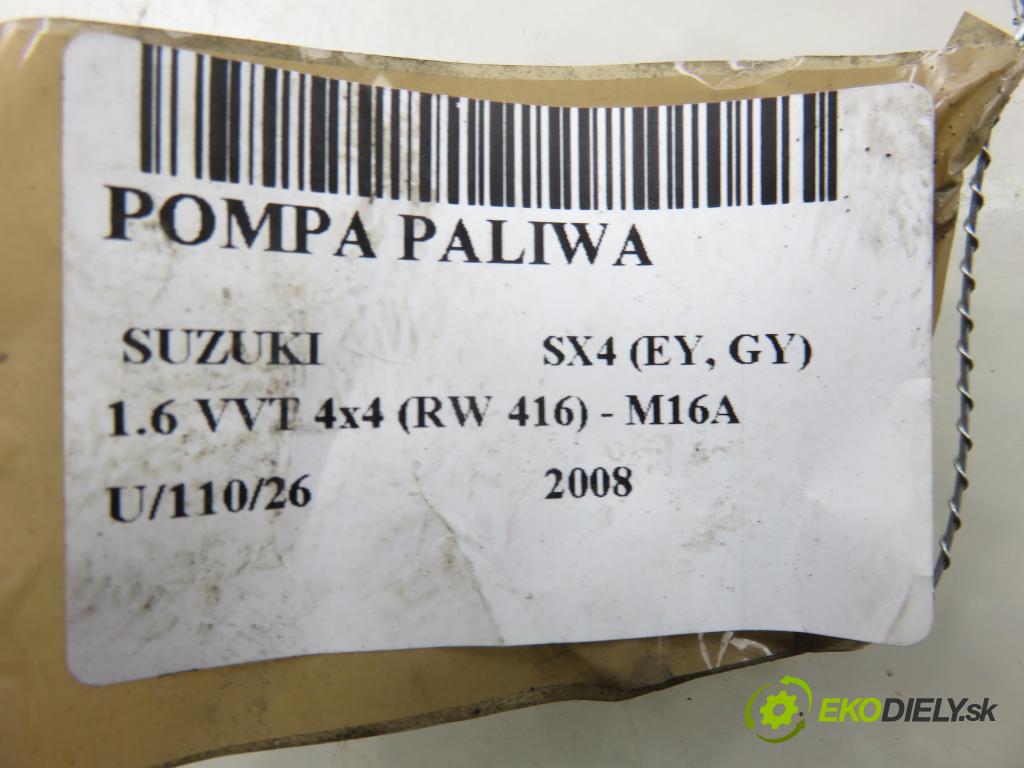 POMPA PALIWA
SUZUKI SX4 (EY, GY)
1.6 VVT 4x4 (RW 416) - M16A
U/110/26 2008
EKODIELY.sk